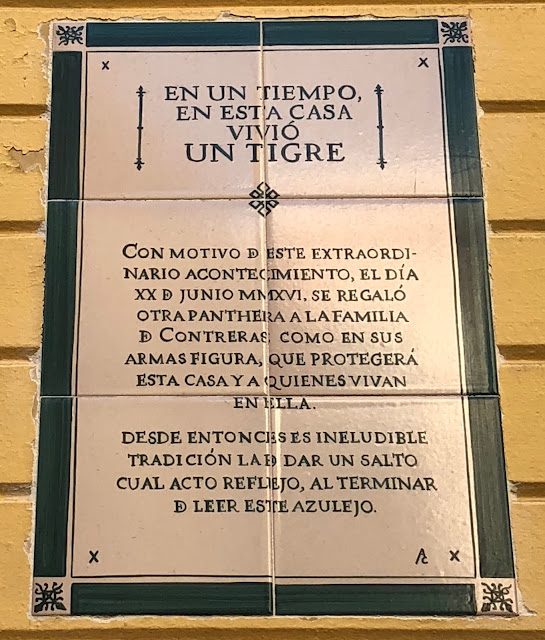 x x
EN UN TIEMPO,
EN ESTA CASA
VIVIÓ
UN TIGRE
CON MOTIVO DE ESTE EXTRAORDI-
NARIO ACONTECIMIENTO, EL DÍA
XX D JUNIO MMXVI. SE REGALÓ
OTRA PANTHERA A LA FAMILIA
D CONTRERAS, COMO EN SUS
ARMAS FIGURA, QUE PROTEGERÁ
ESTA CASA Y A QUIENES VIVAN
EN ELLA.
DESDE ENTONCES ES INELUDIBLE
TRADICIÓN LA D DAR UN SALTO
CUAL ACTO REFLEJO, AL TERMINAR
D LEER ESTE AZULEJO.
x x